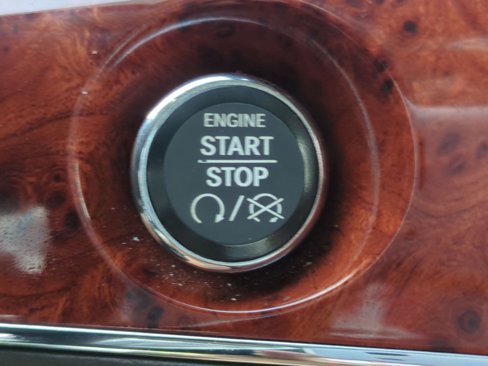 ENGINE
START
STOP
/